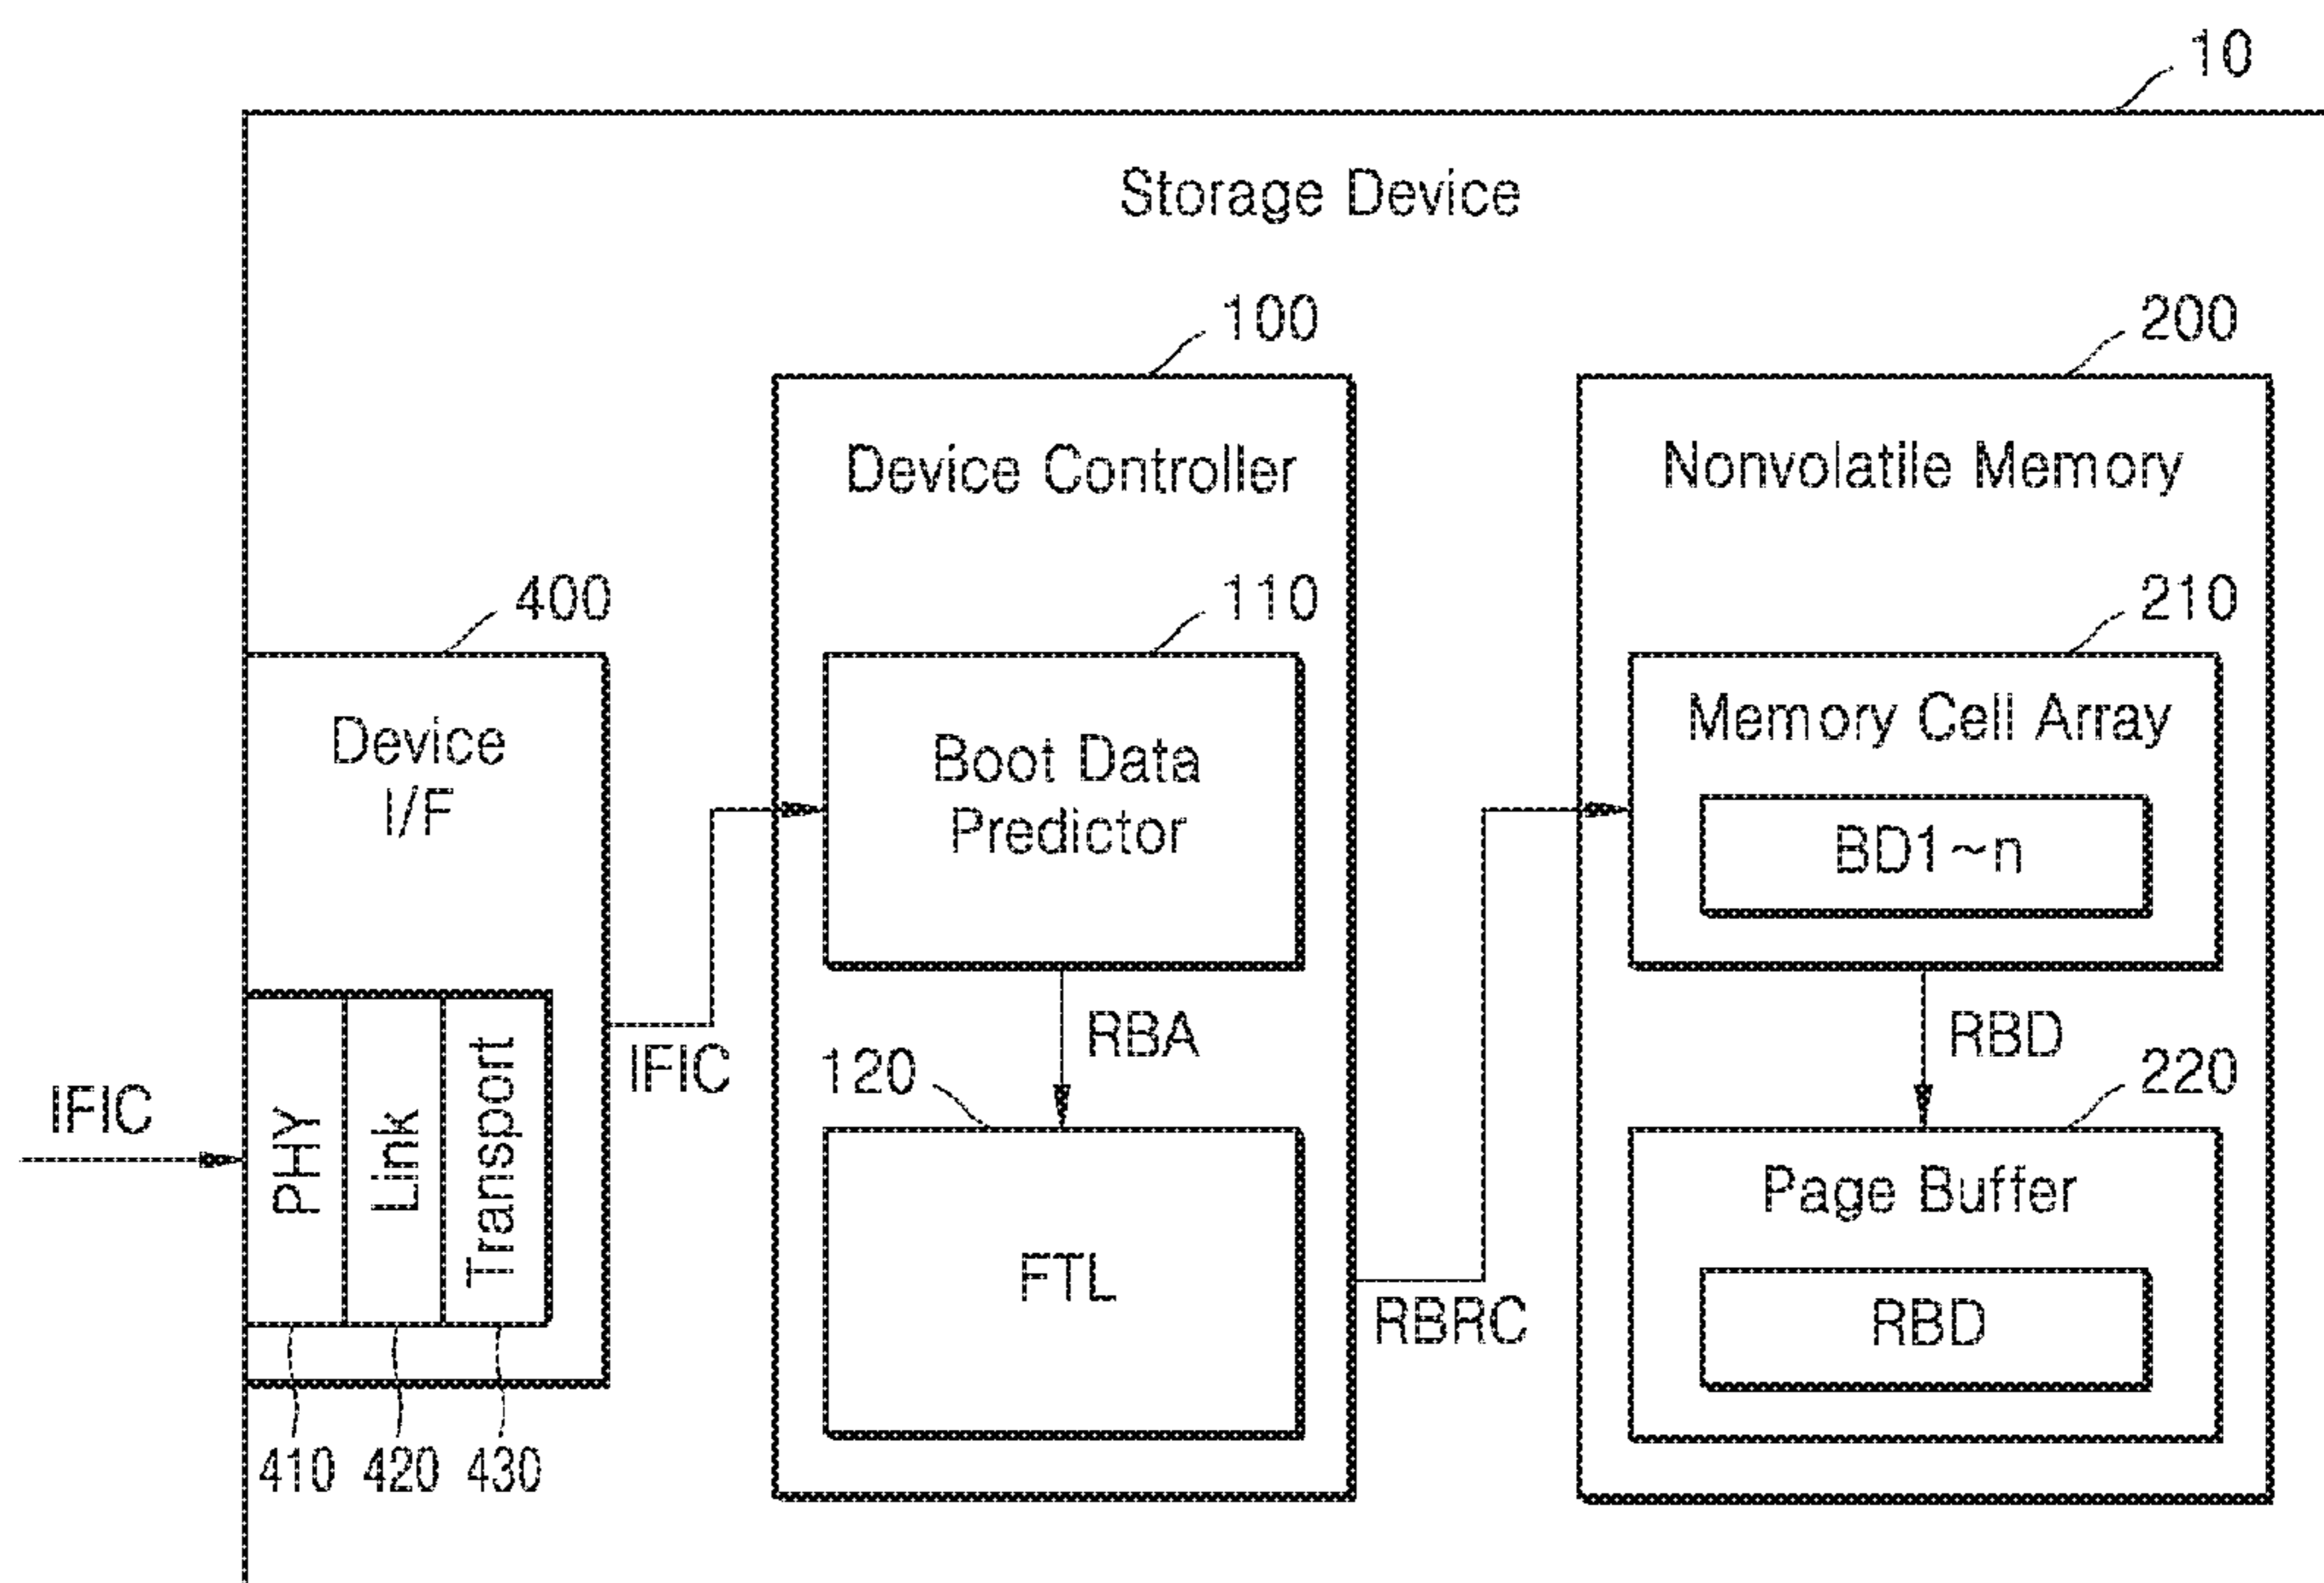 10
Storage Device
100
200
Device Controller
Nonvolatile Memory
400
110
210
Device
I/F
Boot Data
Predictor
Memory Cell Array
BD1~n
IFIC
PHY
Link
Transport
IFIC
RBA
120
RBD
220
FTL
RBRC
Page Buffer
RBD
410
420
430